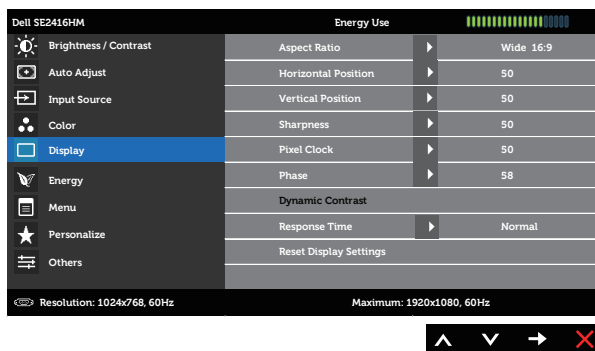 Dell SE2416HM Energy Use
Brightness / Contrast
Auto Adjust
Input Source
Color
Display
Energy
Menu
Personalize
Others
Aspect Ratio Wide 16:9
Horizontal Position 50
Vertical Position 50
Sharpness 50
Pixel Clock 50
Phase 58
Dynamic Contrast
Response Time Normal
Reset Display Settings
Resolution: 1024x768, 60Hz Maximum: 1920x1080, 60Hz